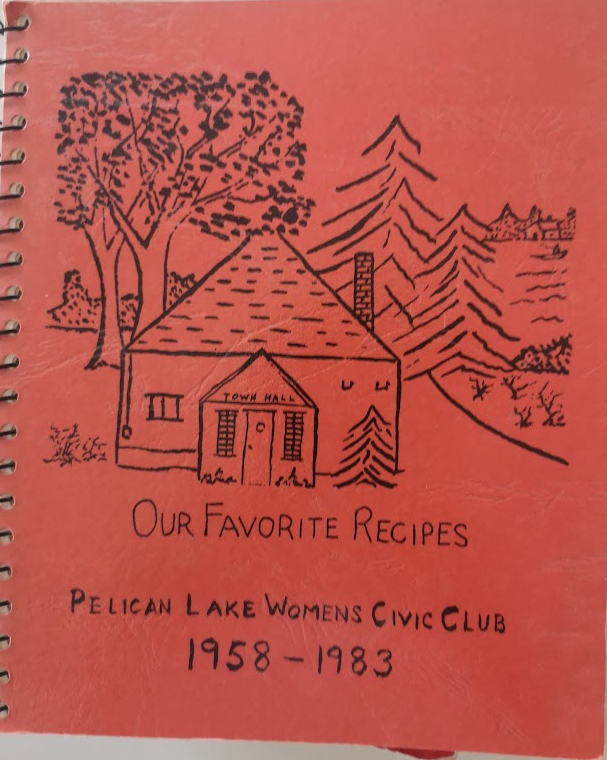 TOWN HALL
OUR FAVORITE RECIPES
PELICAN LAKE WOMENS CIVIC CLUB
1958-1983